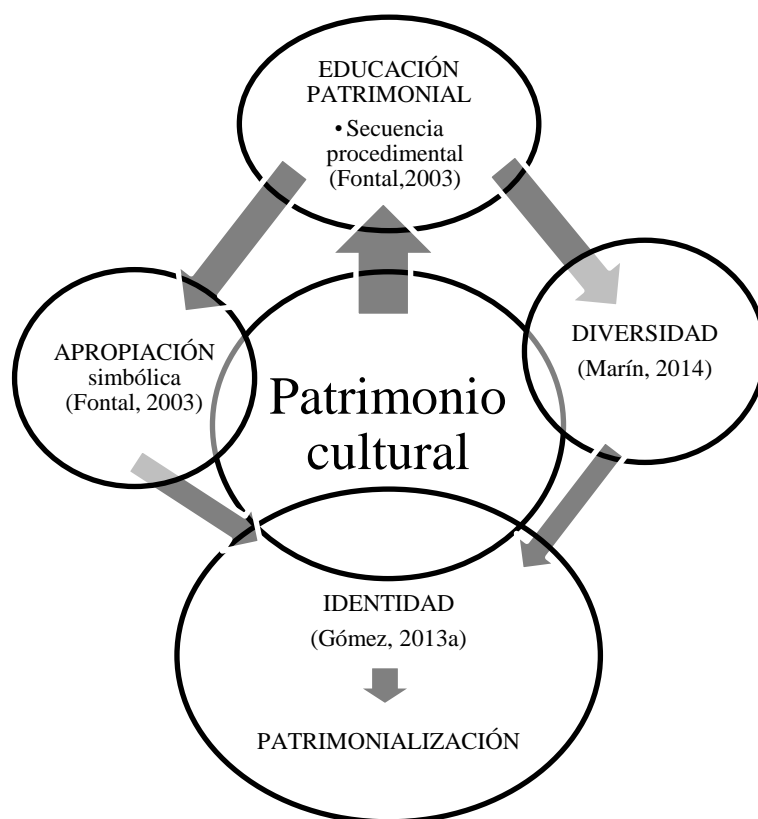 EDUCACIÓN
PATRIMONIAL
• Secuencia
procedimental
(Fontal,2003)
APROPIACIÓN
simbólica
(Fontal, 2003)
DIVERSIDAD
(Marín, 2014)
Patrimonio
cultural
IDENTIDAD
(Gómez, 2013a)
PATRIMONIALIZACIÓN